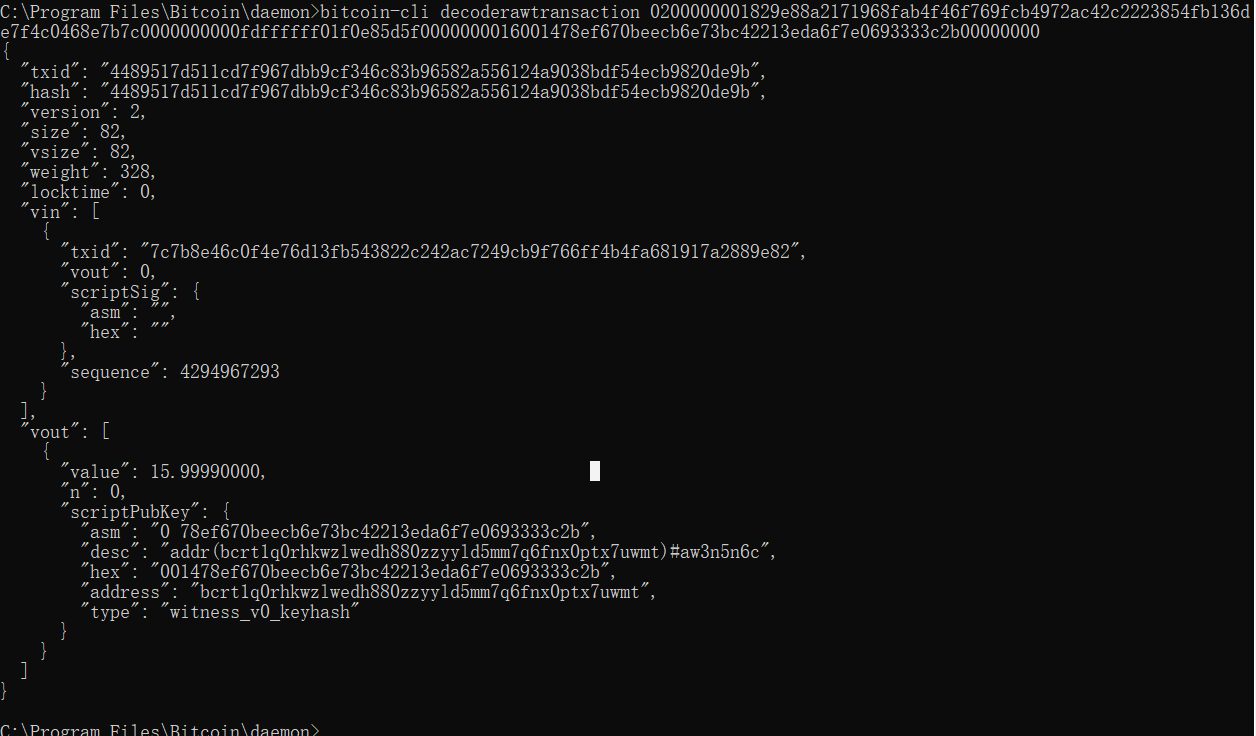 C:\Program Files\Bitcoin\daemon>bitcoin-cli decoderawtransaction 0200000001829e88a2171968fab4f46f769fcb4972ac42c2223854fb136d
e7f4c0468e7b7c0000000000fdffffff01f0e85d5f0000000016001478ef670beecb6e73bc42213eda6f7e0693333c2b00000000
{
  "txid": "4489517d511cd7f967dbb9cf346c83b96582a556124a9038bdf54ecb9820de9b",
  "hash": "4489517d511cd7f967dbb9cf346c83b96582a556124a9038bdf54ecb9820de9b",
  "version": 2,
  "size": 82,
  "vsize": 82,
  "weight": 328,
  "locktime": 0,
  "vin": [
    {
      "txid": "7c7b8e46c0f4e76d13fb543822c242ac7249cb9f766ff4b4fa681917a2889e82",
      "vout": 0,
      "scriptSig": {
        "asm": "",
        "hex": ""
      },
      "sequence": 4294967293
    }
  ],
  "vout": [
    {
      "value": 15.99990000,
      "n": 0,
      "scriptPubKey": {
        "asm": "0 78ef670beecb6e73bc42213eda6f7e0693333c2b",
        "desc": "addr(bcrt1q0rhkwzlwedh880zzyyld5mm7q6fnx0ptx7uwmt)#aw3n5n6c",
        "hex": "001478ef670beecb6e73bc42213eda6f7e0693333c2b",
        "address": "bcrt1q0rhkwzlwedh880zzyyld5mm7q6fnx0ptx7uwmt",
        "type": "witness_v0_keyhash"
      }
    }
  ]
}
C:\Program Files\Bitcoin\daemon>